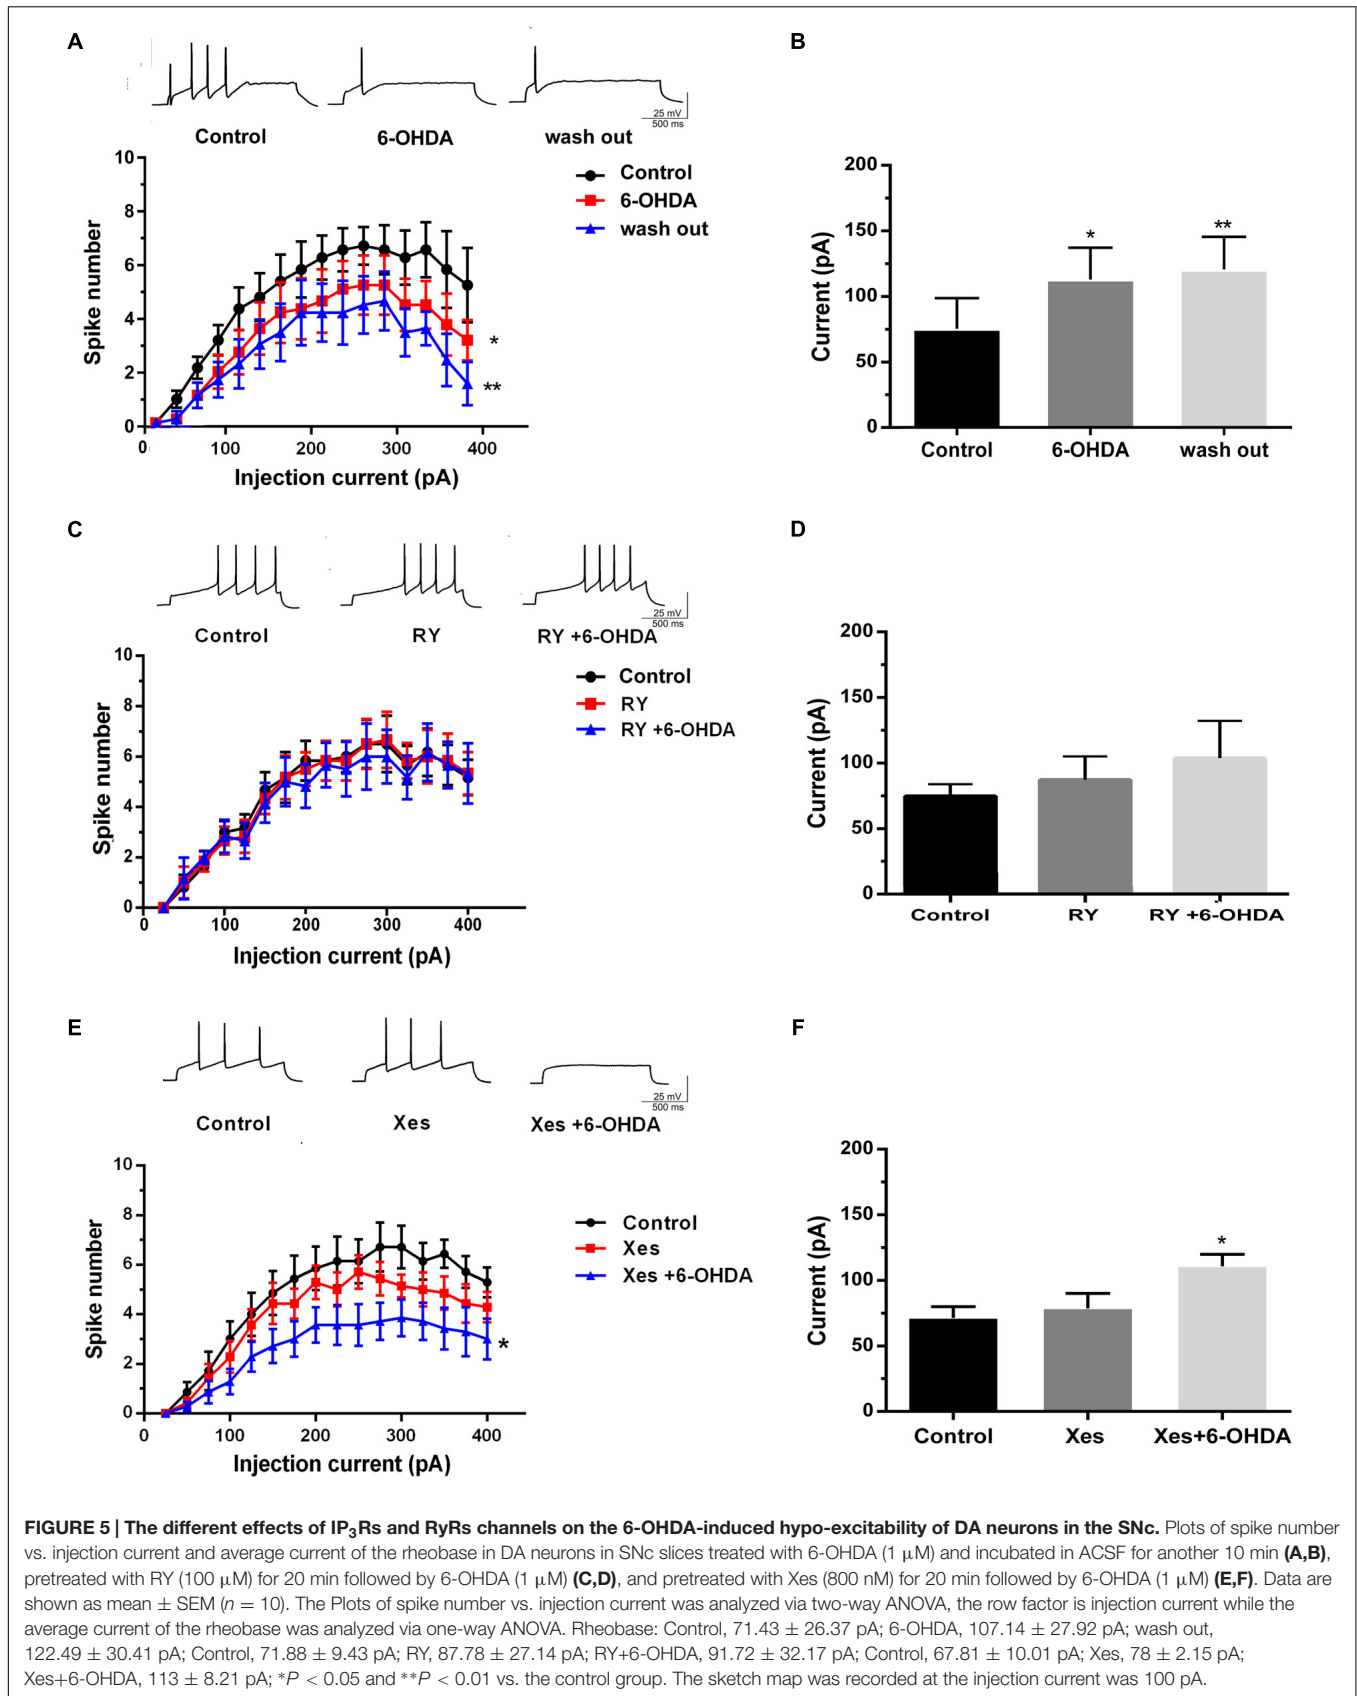 A
B
25 mV
500 ms
Control
6-OHDA
wash out
10
8
6
4
2
0
Spike number
0
100
200
300
400
Injection current (pA)
Control
6-OHDA
wash out
*
**
200
150
100
50
0
Current (pA)
*
**
Control
6-OHDA
wash out
C
D
25 mV
500 ms
Control
RY
RY +6-OHDA
10
8
6
4
2
0
Spike number
0
100
200
300
400
Injection current (pA)
Control
RY
RY +6-OHDA
200
150
100
50
0
Current (pA)
Control
RY
RY +6-OHDA
E
F
25 mV
500 ms
Control
Xes
Xes +6-OHDA
10
8
6
4
2
0
Spike number
0
100
200
300
400
Injection current (pA)
Control
Xes
Xes +6-OHDA
*
200
150
100
50
0
Current (pA)
*
Control
Xes
Xes+6-OHDA
FIGURE 5 | The different effects of IP3Rs and RyRs channels on the 6-OHDA-induced hypo-excitability of DA neurons in the SNc. Plots of spike number
vs. injection current and average current of the rheobase in DA neurons in SNc slices treated with 6-OHDA (1 μM) and incubated in ACSF for another 10 min (A,B),
pretreated with RY (100 μM) for 20 min followed by 6-OHDA (1 μM) (C,D), and pretreated with Xes (800 nM) for 20 min followed by 6-OHDA (1 μM) (E,F). Data are
shown as mean ± SEM (n = 10). The Plots of spike number vs. injection current was analyzed via two-way ANOVA, the row factor is injection current while the
average current of the rheobase was analyzed via one-way ANOVA. Rheobase: Control, 71.43 ± 26.37 pA; 6-OHDA, 107.14 ± 27.92 pA; wash out,
122.49 ± 30.41 pA; Control, 71.88 ± 9.43 pA; RY, 87.78 ± 27.14 pA; RY+6-OHDA, 91.72 ± 32.17 pA; Control, 67.81 ± 10.01 pA; Xes, 78 ± 2.15 pA;
Xes+6-OHDA, 113 ± 8.21 pA; *P < 0.05 and **P < 0.01 vs. the control group. The sketch map was recorded at the injection current was 100 pA.